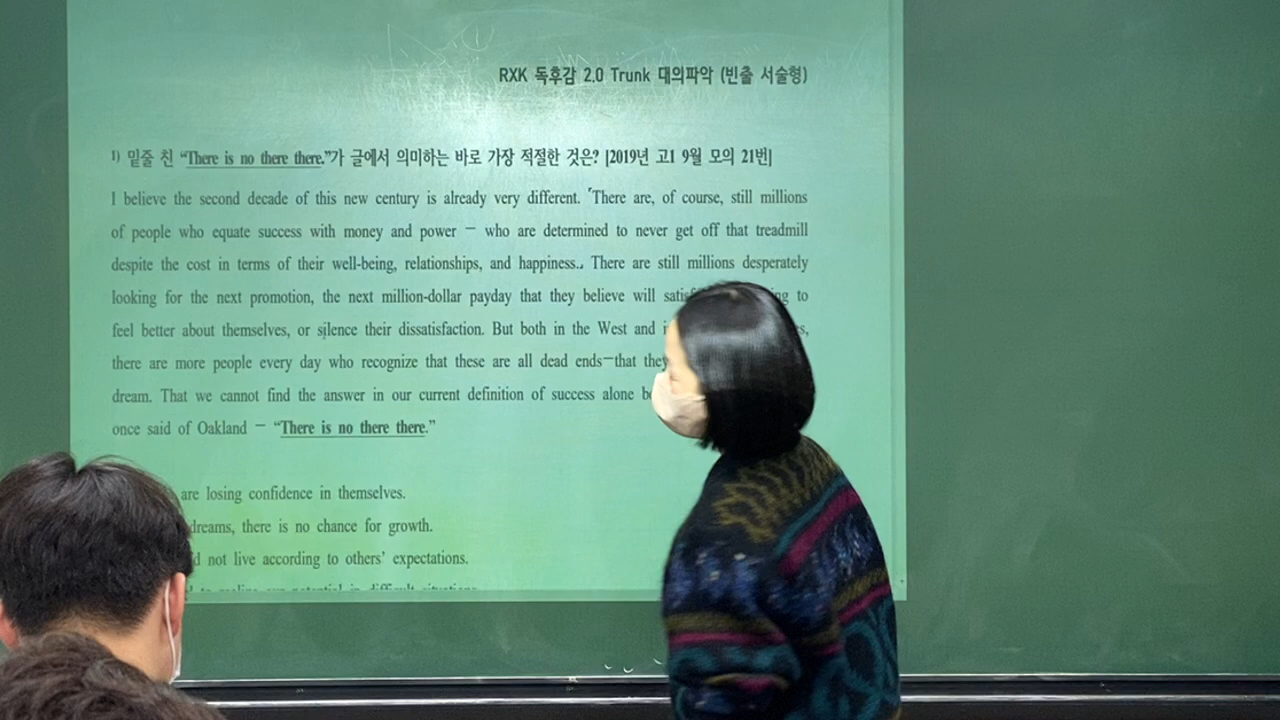 RXK 독후감 2.0 Trunk 대의파악 (빈출 서술형)
1) 밑줄 친 “There is no there there.”가 글에서 의미하는 바로 가장 적절한 것은? [2019년 고1 9월 모의 21번]
I believe the second decade of this new century is already very different. There are, of course, still millions
of people who equate success with money and power － who are determined to never get off that treadmill
despite the cost in terms of their well-being, relationships, and happiness. There are still millions desperately
looking for the next promotion, the next million-dollar payday that they believe will to
feel better about themselves, or silence their dissatisfaction. But both in the West and
there are more people every day who recognize that these are all dead ends－that they
dream. That we cannot find the answer in our current definition of success alone
once said of Oakland － “There is no there there.”
are losing confidence in themselves.
dreams, there is no chance for growth.
not live according to others’ expectations.
to realize our potential in difficult situations.